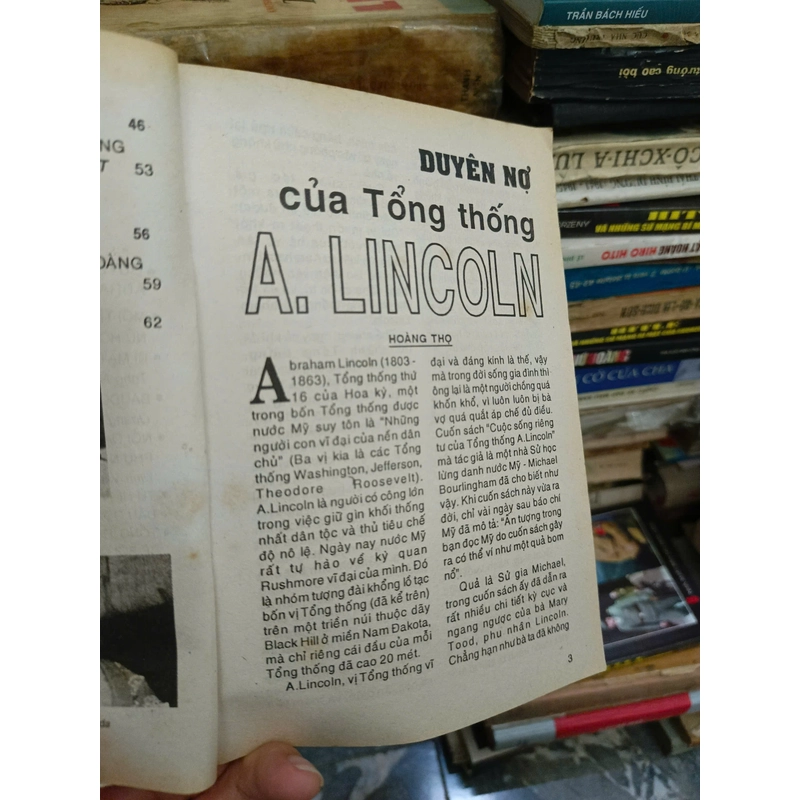 46
NG
T 53
56
OÀNG
59
62
DUYÊN NỢ
của Tổng thống
A. LINCOLN
HOÀNG THỌ
Abraham Lincoln (1803-
1863), Tổng thống thứ
16 của Hoa kỳ, một
trong bốn Tổng thống được
nước Mỹ suy tôn là "Những
người con vĩ đại của nền dân
chủ" (Ba vị kia là các Tổng
thống Washington, Jefferson,
Theodore Roosevelt).
A.Lincoln là người có công lớn
trong việc giữ gìn khối thống
nhất dân tộc và thủ tiêu chế
độ nô lệ. Ngày nay nước Mỹ
rất tự hào về kỳ quan
Rushmore vĩ đại của mình. Đó
là nhóm tượng đài khổng lồ tạc
bốn vị Tổng thống (đã kể trên)
trên một triền núi thuộc dãy
Black Hill ở miền Nam Đakota,
mà chỉ riêng cái đầu của mỗi
Tổng thống đã cao 20 mét.
A.Lincoln, vị Tổng thống vĩ
đại và đáng kính là thế, vậy
mà trong đời sống gia đình thì
ông lại là một người chồng quá
khốn khổ, vì luôn luôn bị bà
vợ quá quắt áp chế đủ điều.
Cuốn sách "Cuộc sống riêng
tư của Tổng thống A.Lincoln"
mà tác giả là một nhà Sử học
lừng danh nước Mỹ - Michael
Bourlingham đã cho biết như
vậy. Khi cuốn sách này vừa ra
đời, chỉ vài ngày sau báo chí
Mỹ đã mô tả: "Ấn tượng trong
bạn đọc Mỹ do cuốn sách gây
ra có thể ví như một quả bom
nổ".
Quả là Sử gia Michael,
trong cuốn sách ấy đã dẫn ra
rất nhiều chi tiết kỳ cục và
ngang ngược của bà Mary
Tood, phu nhân Lincoln.
Chẳng hạn như bà ta đã không
3
TRẦN BÁCH HIẾU
tưởng cao bồi
CÔ-XCHI-A LU
HOÀNG HIRO HITO
CỔ CỦA CHA